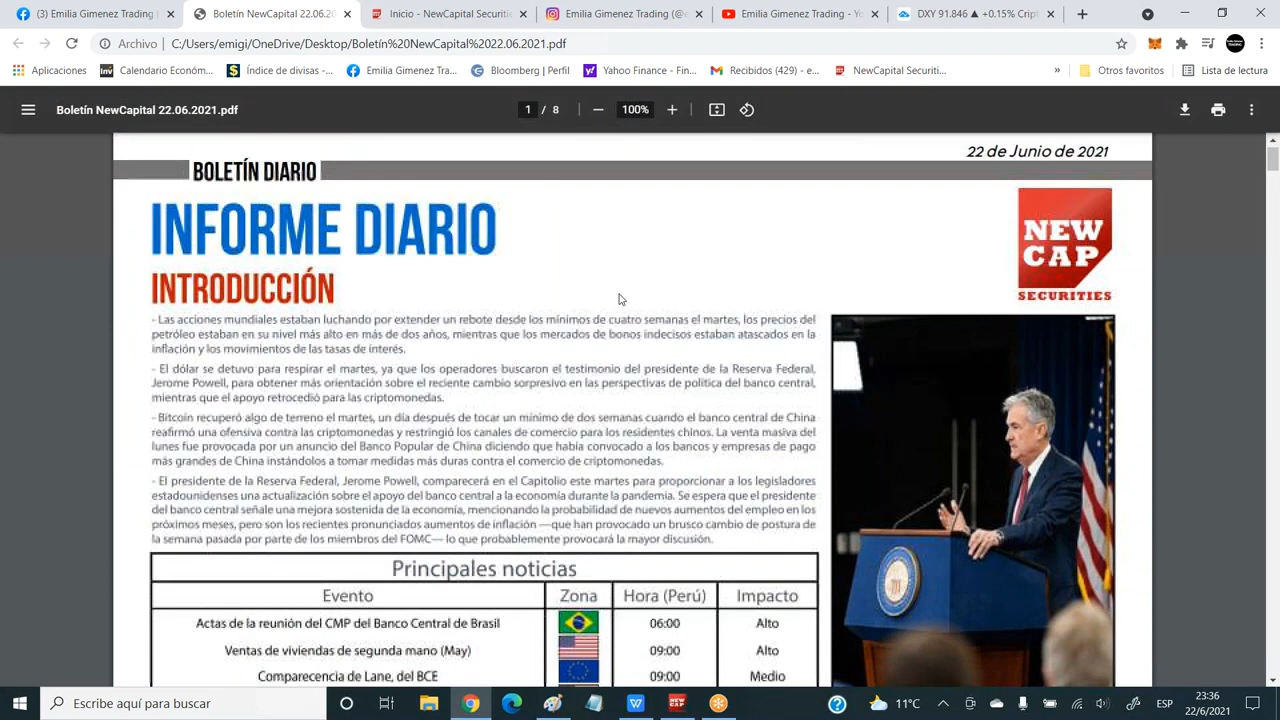 (3) Emilia Gimenez Trading |
Boletín NewCapital 22.06.20
Inicio - NewCapital Securitie
Emilia Gimenez Trading (@e
Emilia Gimenez Trading - Yo
DXY 91.846 ▲ +0.15% Crip
Archivo | C:/Users/emigi/OneDrive/Desktop/Boletín%20NewCapital%2022.06.2021.pdf
Aplicaciones
Calendario Económ...
Índice de divisas -...
Emilia Gimenez Tra...
Bloomberg | Perfil
Yahoo Finance - Fin...
Recibidos (429) - e...
NewCapital Securiti...
»
Otros favoritos
Lista de lectura
Boletín NewCapital 22.06.2021.pdf
1 / 8
100%
22 de Junio de 2021
BOLETÍN DIARIO
INFORME DIARIO
INTRODUCCIÓN
NEW
CAP
SECURITIES
- Las acciones mundiales estaban luchando por extender un rebote desde los mínimos de cuatro semanas el martes, los precios del
petróleo estaban en su nivel más alto en más de dos años, mientras que los mercados de bonos indecisos estaban atascados en la
inflación y los movimientos de las tasas de interés.
- El dólar se detuvo para respirar el martes, ya que los operadores buscaron el testimonio del presidente de la Reserva Federal,
Jerome Powell, para obtener más orientación sobre el reciente cambio sorpresivo en las perspectivas de política del banco central,
mientras que el apoyo retrocedió para las criptomonedas.
- Bitcoin recuperó algo de terreno el martes, un día después de tocar un mínimo de dos semanas cuando el banco central de China
reafirmó una ofensiva contra las criptomonedas y restringió los canales de comercio para los residentes chinos. La venta masiva del
lunes fue provocada por un anuncio del Banco Popular de China diciendo que había convocado a los bancos y empresas de pago
más grandes de China instándolos a tomar medidas más duras contra el comercio de criptomonedas.
- El presidente de la Reserva Federal, Jerome Powell, comparecerá en el Capitolio este martes para proporcionar a los legisladores
estadounidenses una actualización sobre el apoyo del banco central a la economía durante la pandemia. Se espera que el presidente
del banco central señale una mejora sostenida de la economía, mencionando la probabilidad de nuevos aumentos del empleo en los
próximos meses, pero son los recientes pronunciados aumentos de inflación —que han provocado un brusco cambio de postura de
la semana pasada por parte de los miembros del FOMC— lo que probablemente provocará la mayor discusión.
Principales noticias
Evento Zona Hora (Perú) Impacto
Actas de la reunión del CMP del Banco Central de Brasil 06:00 Alto
Ventas de viviendas de segunda mano (May) 09:00 Alto
Comparecencia de Lane, del BCE 09:00 Medio
Escribe aquí para buscar
11°C
ESP
23:36
22/6/2021